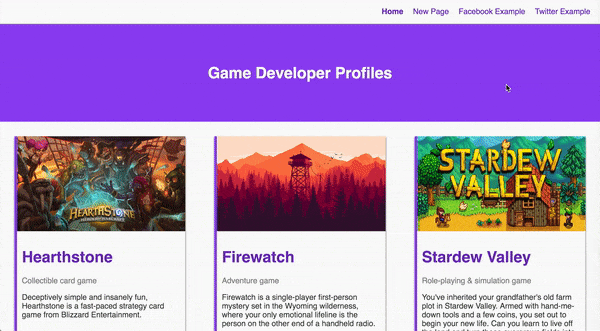 Home New Page Facebook Example Twitter Example
Game Developer Profiles
HEARTHSTONE
STARDEW
VALLEY
Hearthstone
Collectible card game
Deceptively simple and insanely fun,
Hearthstone is a fast-paced strategy card
game from Blizzard Entertainment.
Firewatch
Adventure game
Firewatch is a single-player first-person
mystery set in the Wyoming wilderness,
where your only emotional lifeline is the
person on the other end of a handheld radio.
Stardew Valley
Role-playing & simulation game
You've inherited your grandfather's old farm
plot in Stardew Valley. Armed with hand-me-
down tools and a few coins, you set out to
begin your new life. Can you learn to live off